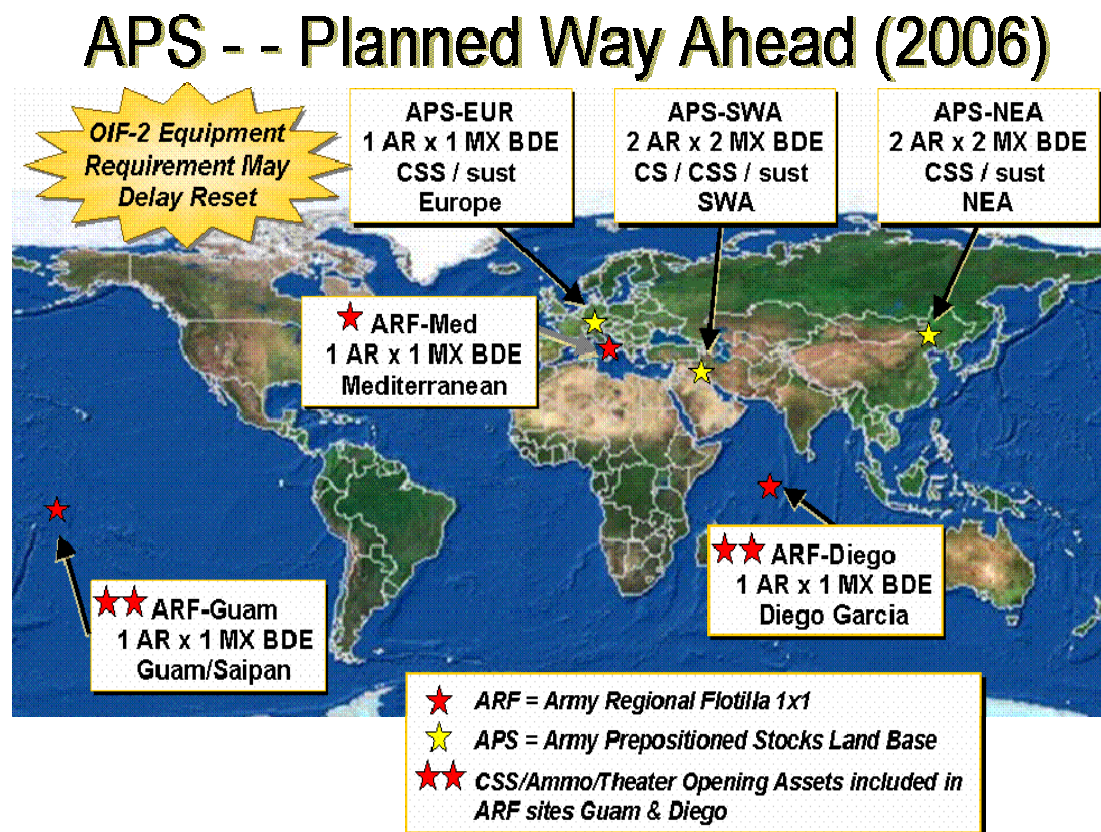 APS - - Planned Way Ahead (2006)
OIF-2 Equipment
Requirement May
Delay Reset
APS-EUR
1 AR x 1 MX BDE
CSS / sust
Europe
APS-SWA
2 AR x 2 MX BDE
CS / CSS / sust
SWA
APS-NEA
2 AR x 2 MX BDE
CSS / sust
NEA
ARF-Med
1 AR x 1 MX BDE
Mediterranean
ARF-Diego
1 AR x 1 MX BDE
Diego Garcia
ARF-Guam
1 AR x 1 MX BDE
Guam/Saipan
ARF = Army Regional Flotilla 1x1
APS = Army Prepositioned Stocks Land Base
CSS/Ammo/Theater Opening Assets included in
ARF sites Guam & Diego